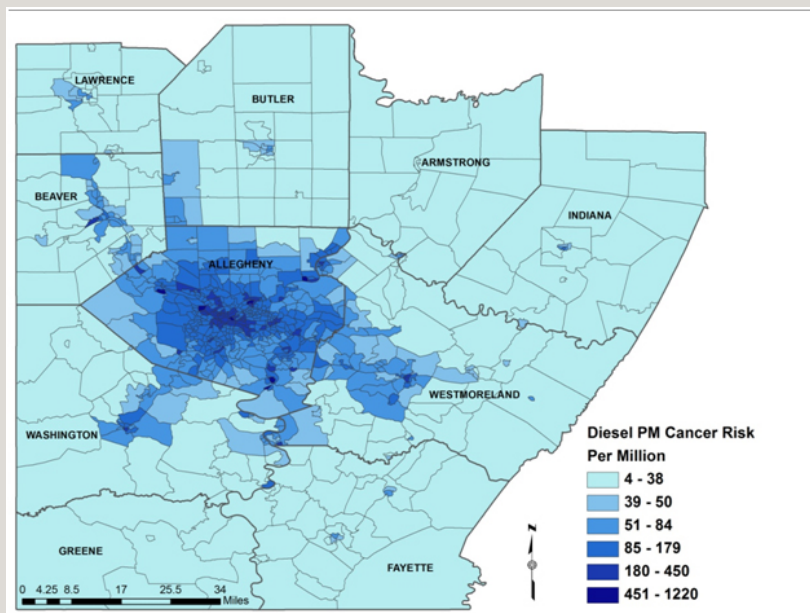 LAWRENCE
BUTLER
ARMSTRONG
BEAVER
INDIANA
ALLEGHENY
WESTMORELAND
WASHINGTON
GREENE
FAYETTE
Diesel PM Cancer Risk
Per Million
4 - 38
39 - 50
51 - 84
85 - 179
180 - 450
451 - 1220
N
0 4.25 8.5 17 25.5 34
Miles